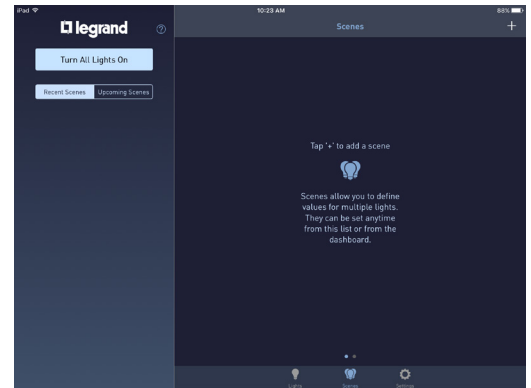 iPad
10:23 AM
88%
legrand
?
Scenes
+
Turn All Lights On
Recent Scenes
Upcoming Scenes
Tap '+' to add a scene
Scenes allow you to define
values for multiple lights.
They can be set anytime
from this list or from the
dashboard.
Lights
Scenes
Settings